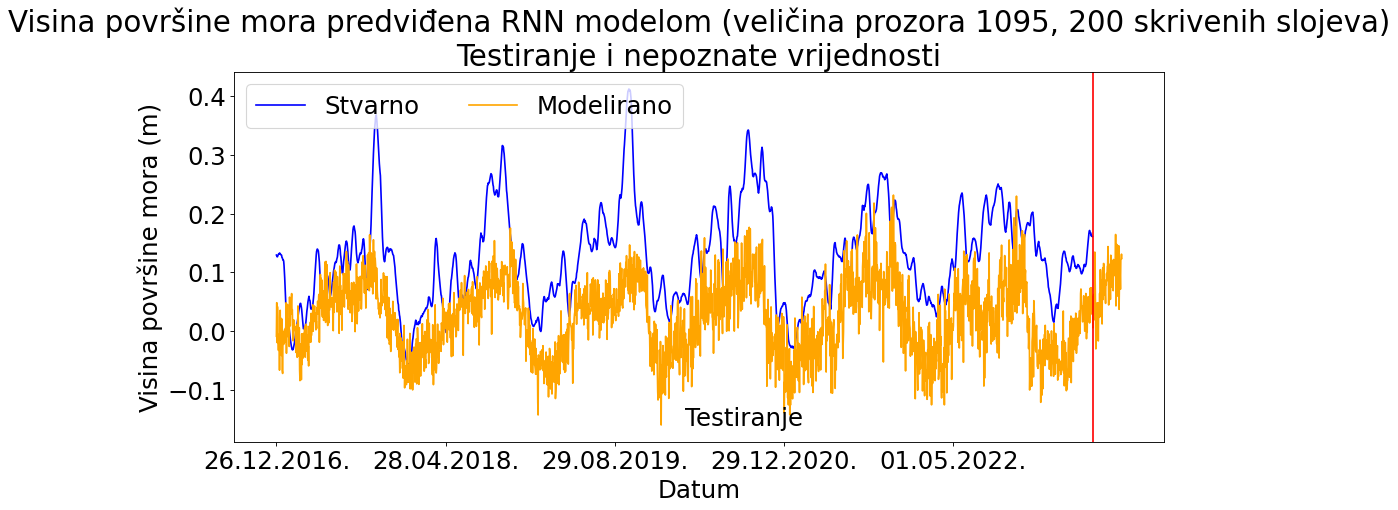 Visina površine mora predviđena RNN modelom (veličina prozora 1095, 200 skrivenih slojeva)
Testiranje i nepoznate vrijednosti
Stvarno
Modelirano
Visina površine mora (m)
0.4
0.3
0.2
0.1
0.0
−0.1
Testiranje
26.12.2016.
28.04.2018.
29.08.2019.
29.12.2020.
01.05.2022.
Datum